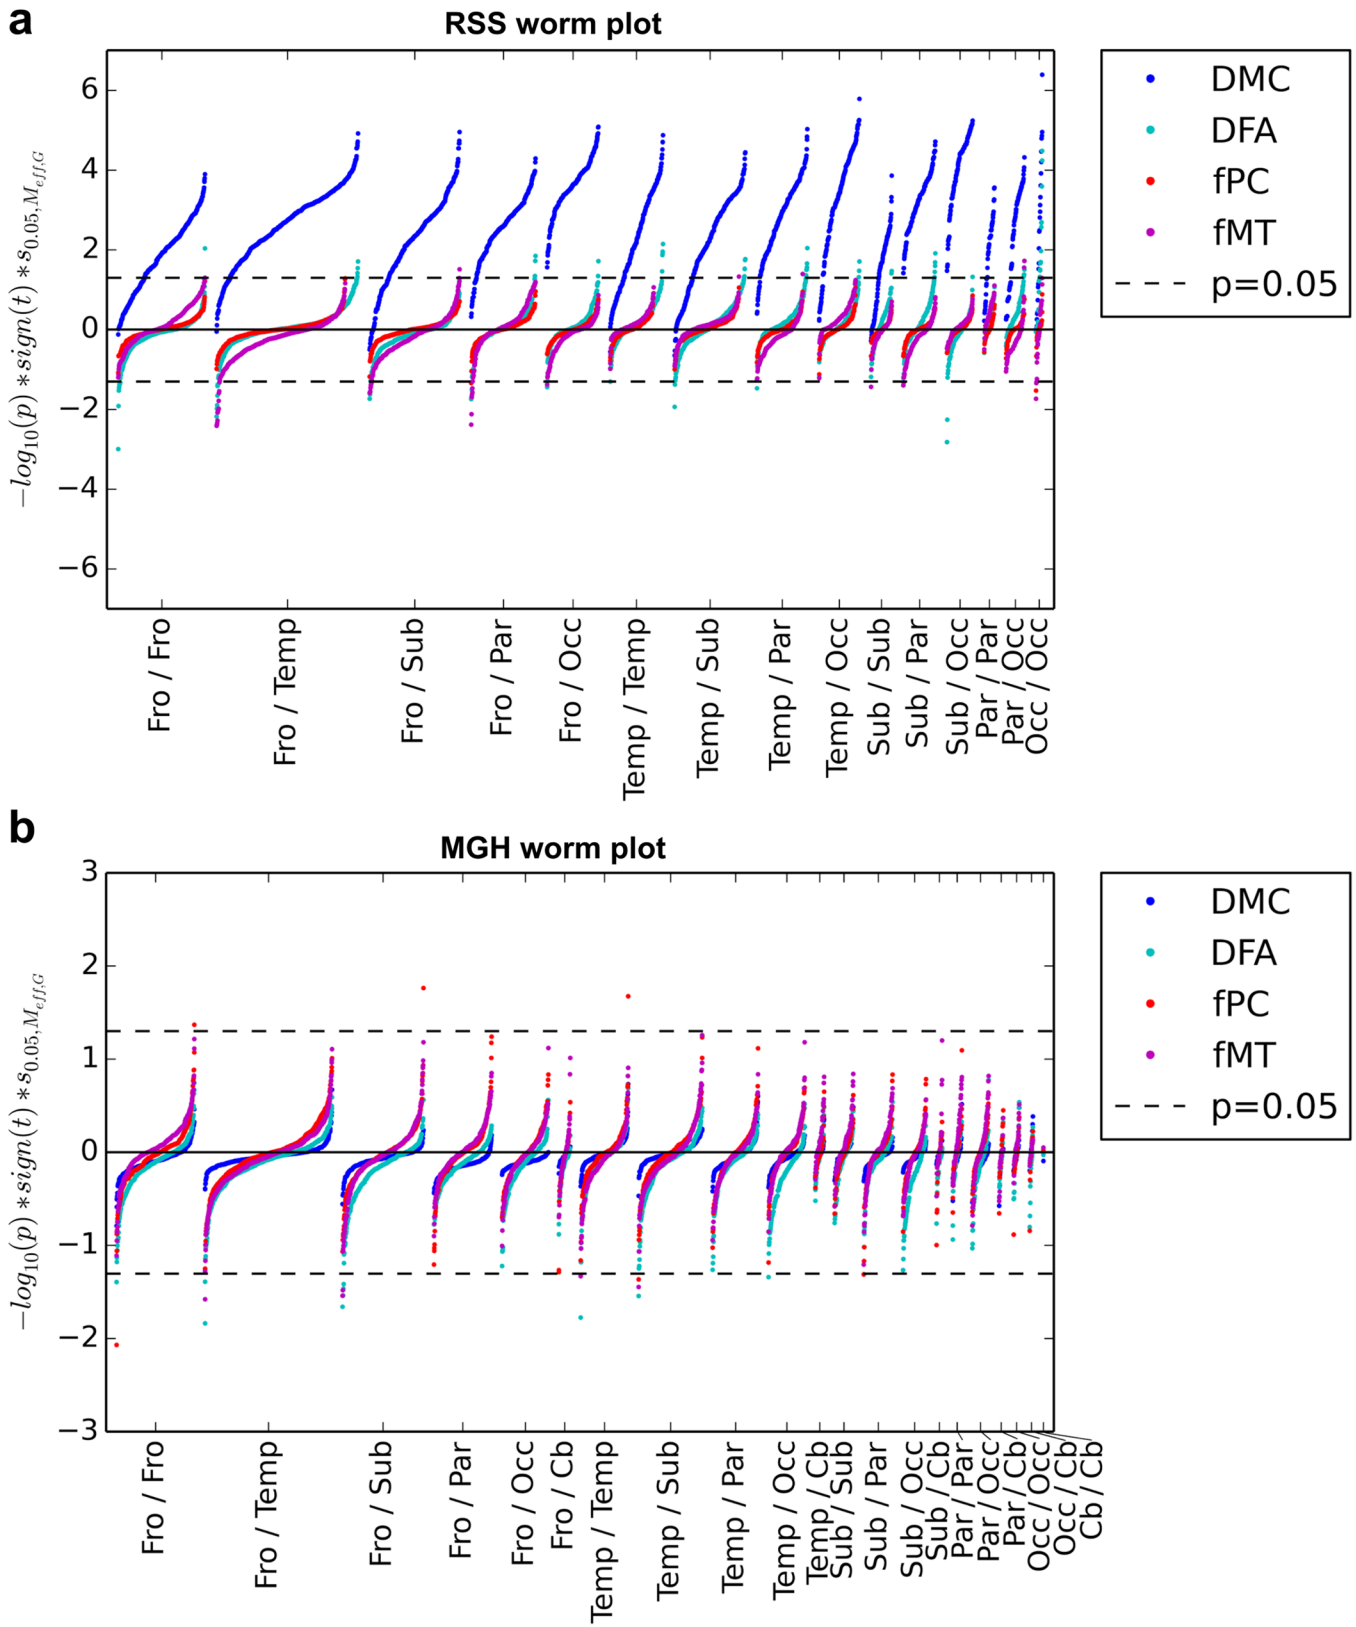 a
RSS worm plot
−log10(p) ∗ sign(t) ∗ s0.05,Meff,G
6
4
2
0
−2
−4
−6
Fro / Fro
Fro / Temp
Fro / Sub
Fro / Par
Fro / Occ
Temp / Temp
Temp / Sub
Temp / Par
Temp / Occ
Sub / Sub
Sub / Par
Sub / Occ
Par / Par
Par / Occ
Occ / Occ
DMC
DFA
fPC
fMT
p=0.05
b
MGH worm plot
−log10(p) ∗ sign(t) ∗ s0.05,Meff,G
3
2
1
0
−1
−2
−3
Fro / Fro
Fro / Temp
Fro / Sub
Fro / Par
Fro / Occ
Fro / Cb
Temp / Temp
Temp / Sub
Temp / Par
Temp / Occ
Temp / Cb
Sub / Sub
Sub / Par
Sub / Occ
Sub / Cb
Par / Par
Par / Occ
Par / Cb
Occ / Occ
Occ / Cb
Cb / Cb
DMC
DFA
fPC
fMT
p=0.05